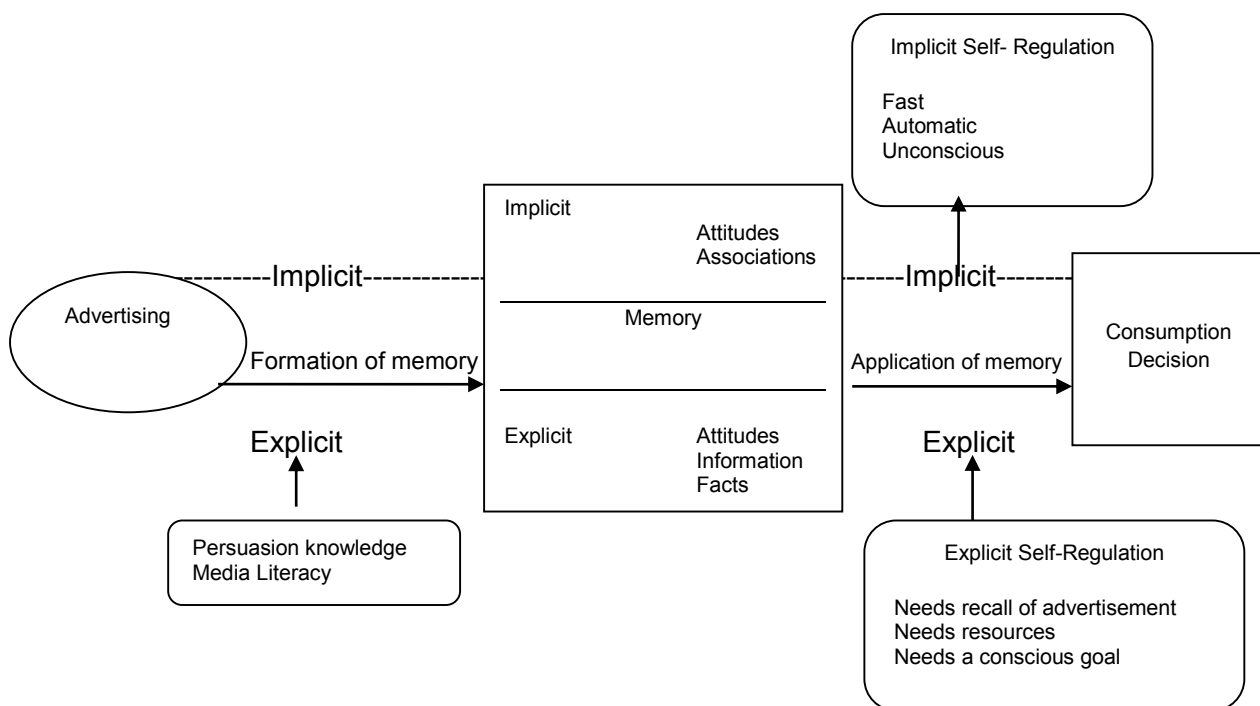 Implicit Self- Regulation
Fast
Automatic
Unconscious
Implicit
Attitudes
Associations
Implicit
Implicit
Advertising
Memory
Consumption
Decision
Formation of memory
Application of memory
Explicit
Explicit
Attitudes
Information
Facts
Explicit
Persuasion knowledge
Media Literacy
Explicit Self-Regulation
Needs recall of advertisement
Needs resources
Needs a conscious goal